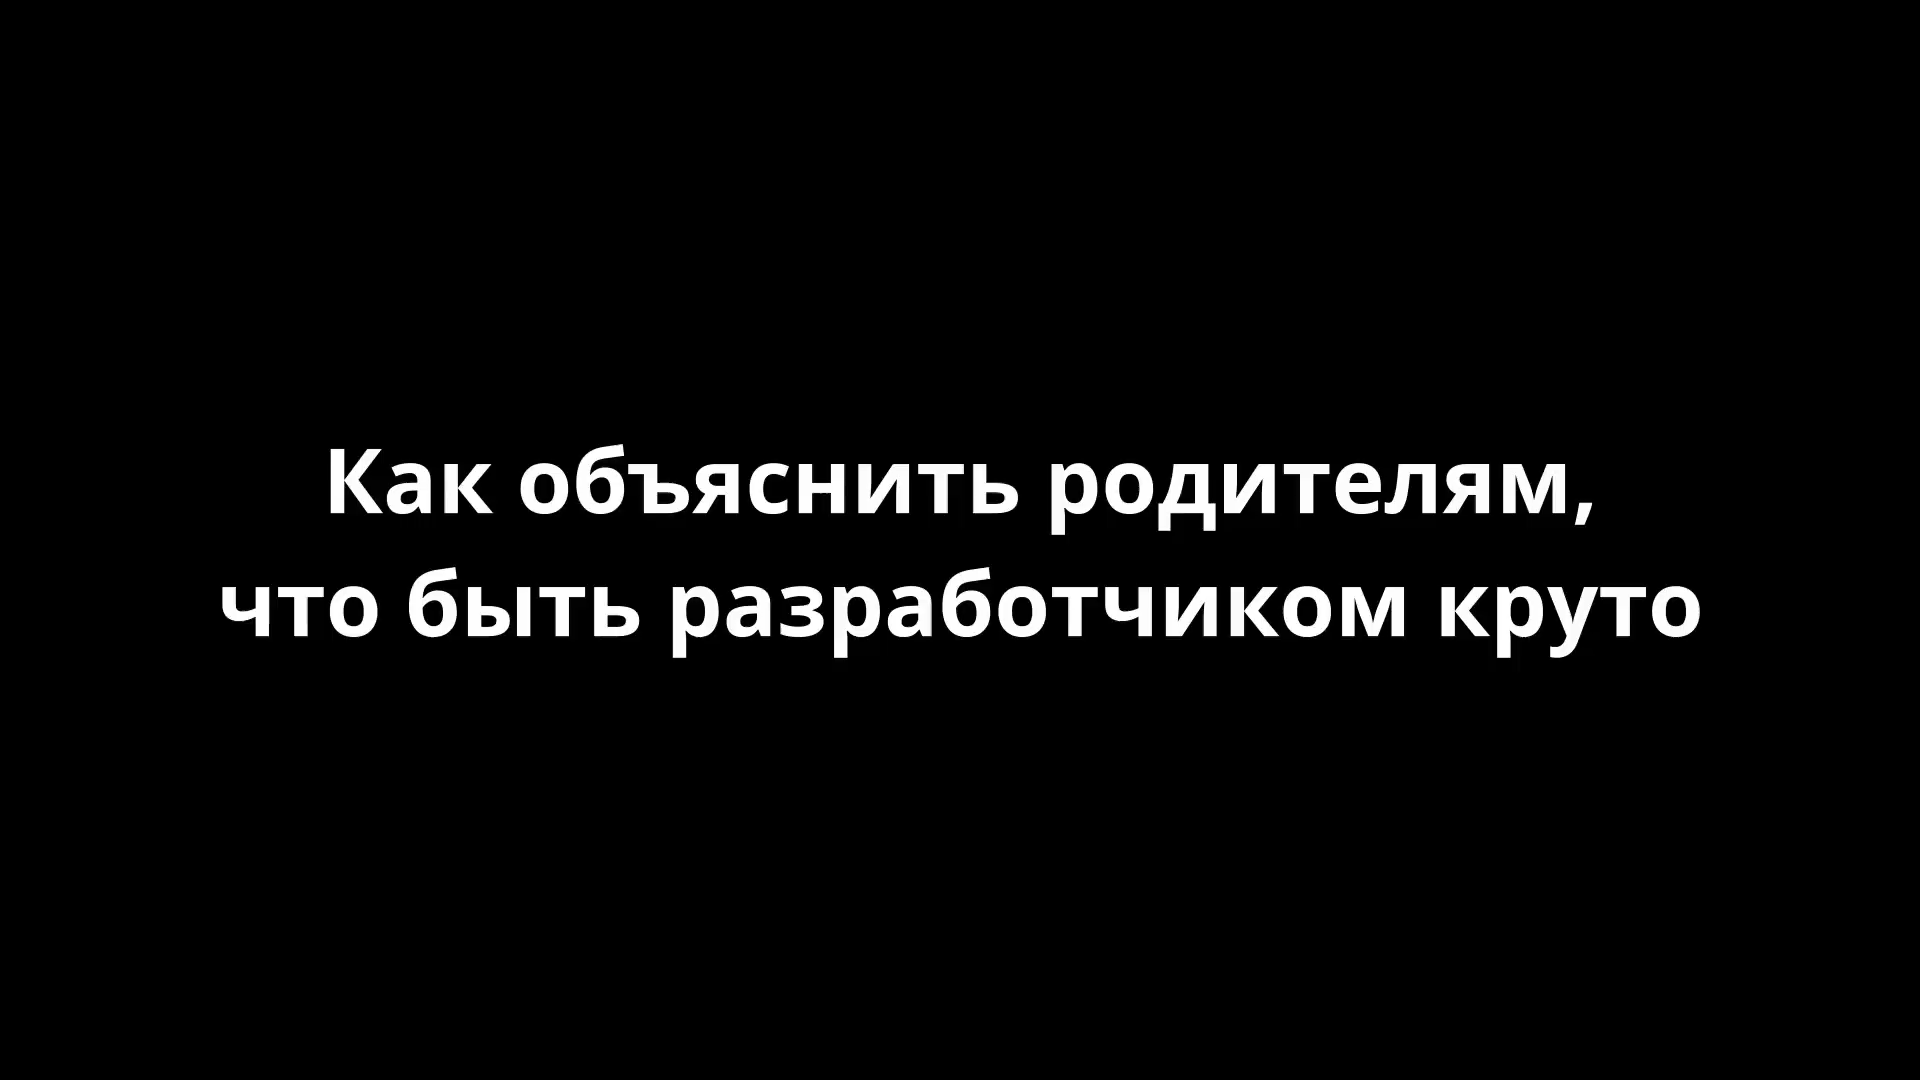 Как объяснить родителям,
что быть разработчиком круто